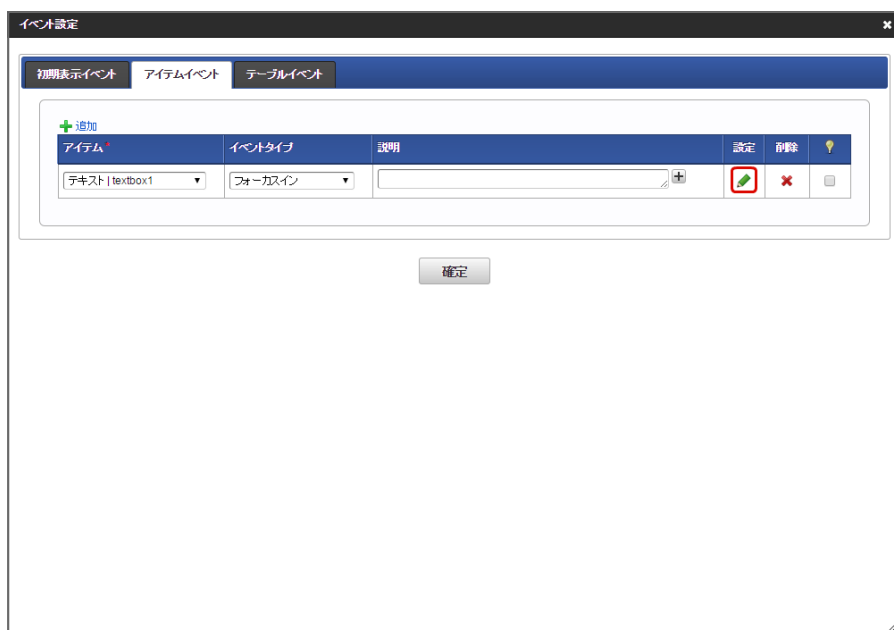 イベント設定
初期表示イベント アイテムイベント テーブルイベント
追加
アイテム* イベントタイプ 説明 設定 削除
テキスト | textbox1 フォーカスイン
確定